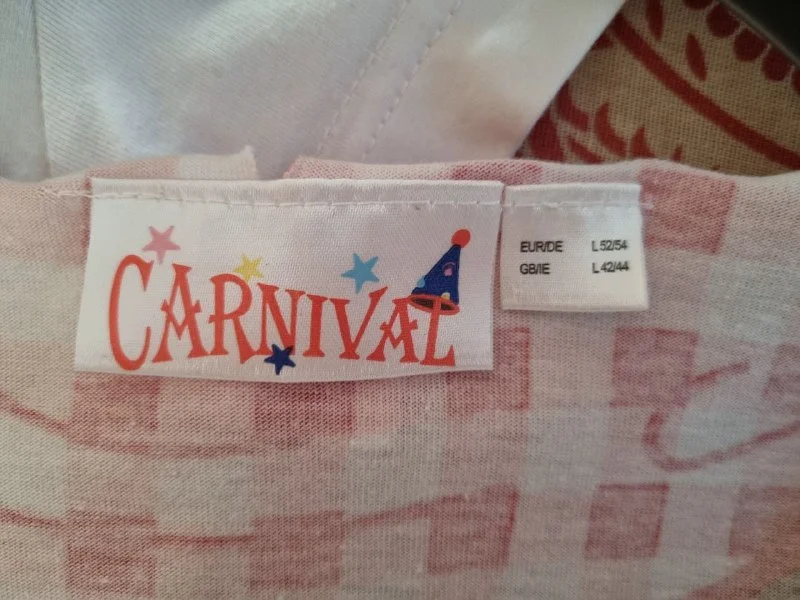 CARNIVAL
EUR/DE L 52/54
GB/IE L 42/44